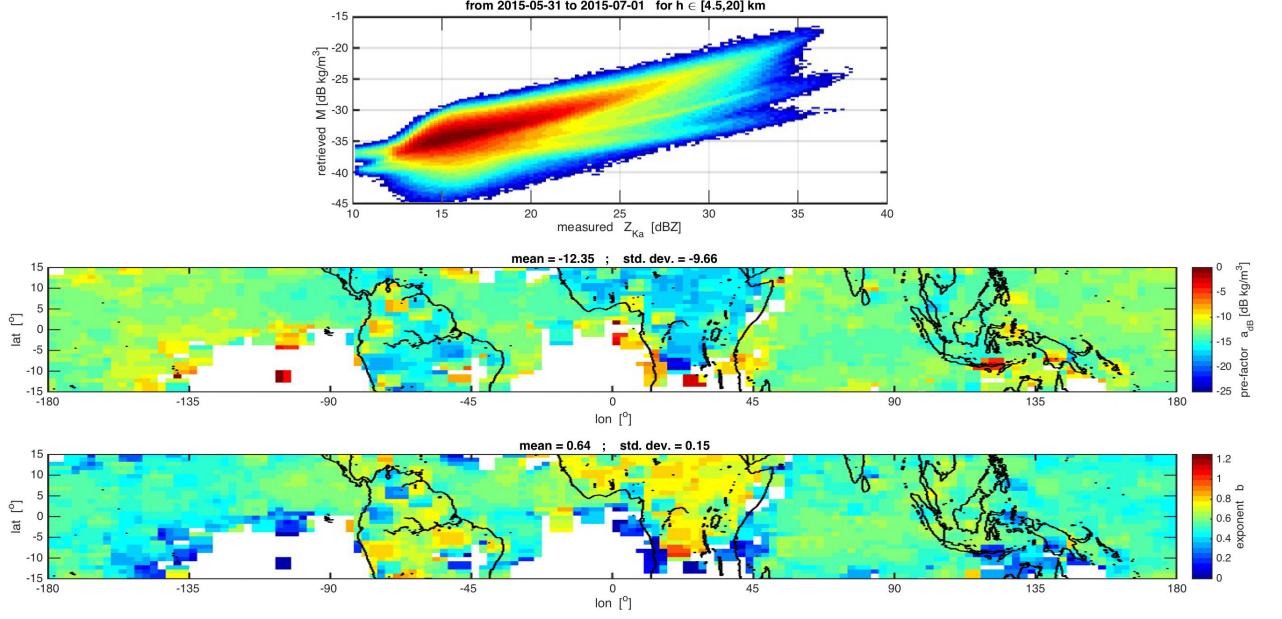 from 2015-05-31 to 2015-07-01 for h ∈ [4.5,20] km
-15
-20
-25
-30
-35
-40
-45
retrieved M [dB kg/m³]
10 15 20 25 30 35 40
measured Z_Ka [dBZ]
mean = -12.35 ; std. dev. = -9.66
15
10
5
0
-5
-10
-15
lat [°]
-180 -135 -90 -45 0 45 90 135 180
lon [°]
0
-5
-10
-15
-20
-25
pre-factor a_dB [dB kg/m³]
mean = 0.64 ; std. dev. = 0.15
15
10
5
0
-5
-10
-15
lat [°]
-180 -135 -90 -45 0 45 90 135 180
lon [°]
1.2
1
0.8
0.6
0.4
0.2
0
exponent b